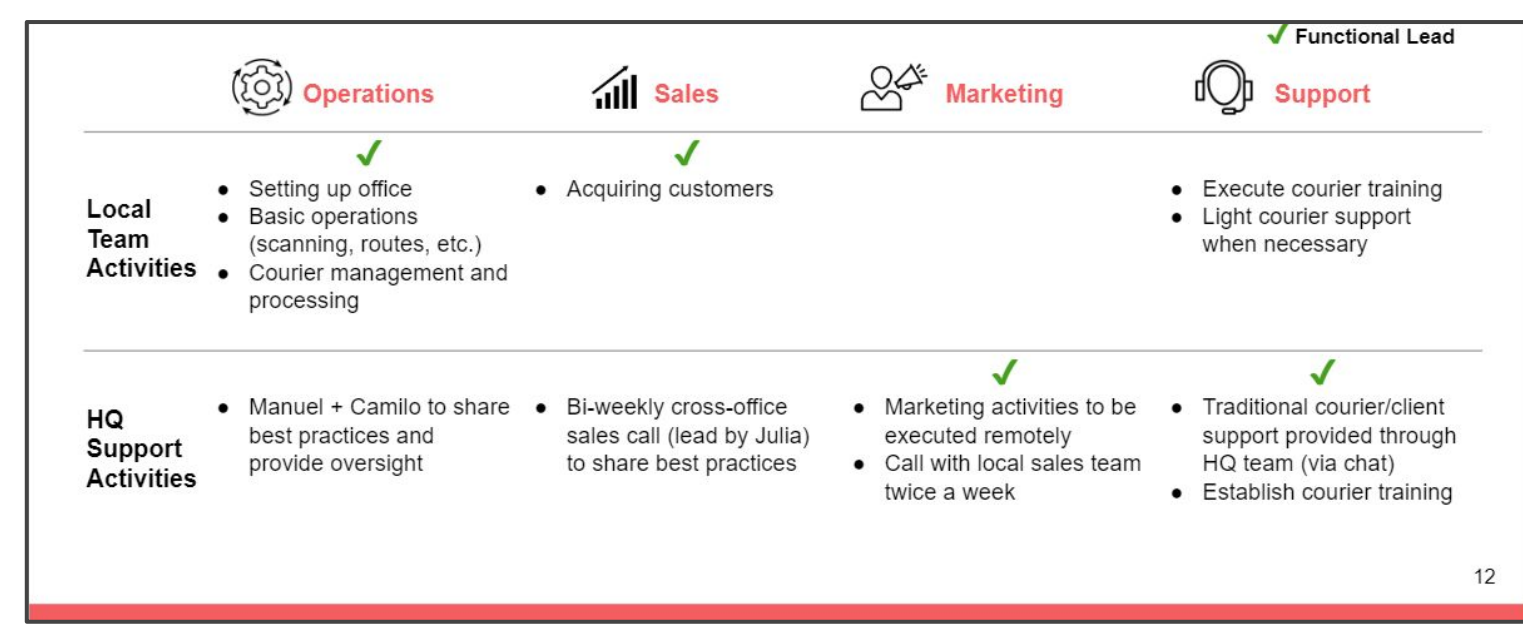 ✓ Functional Lead
Operations
Sales
Marketing
Support
Local
Team
Activities
✓
● Setting up office
● Basic operations
(scanning, routes, etc.)
● Courier management and
processing
✓
● Acquiring customers
● Execute courier training
● Light courier support
when necessary
HQ
Support
Activities
● Manuel + Camilo to share
best practices and
provide oversight
● Bi-weekly cross-office
sales call (lead by Julia)
to share best practices
✓
● Marketing activities to be
executed remotely
● Call with local sales team
twice a week
✓
● Traditional courier/client
support provided through
HQ team (via chat)
● Establish courier training
12